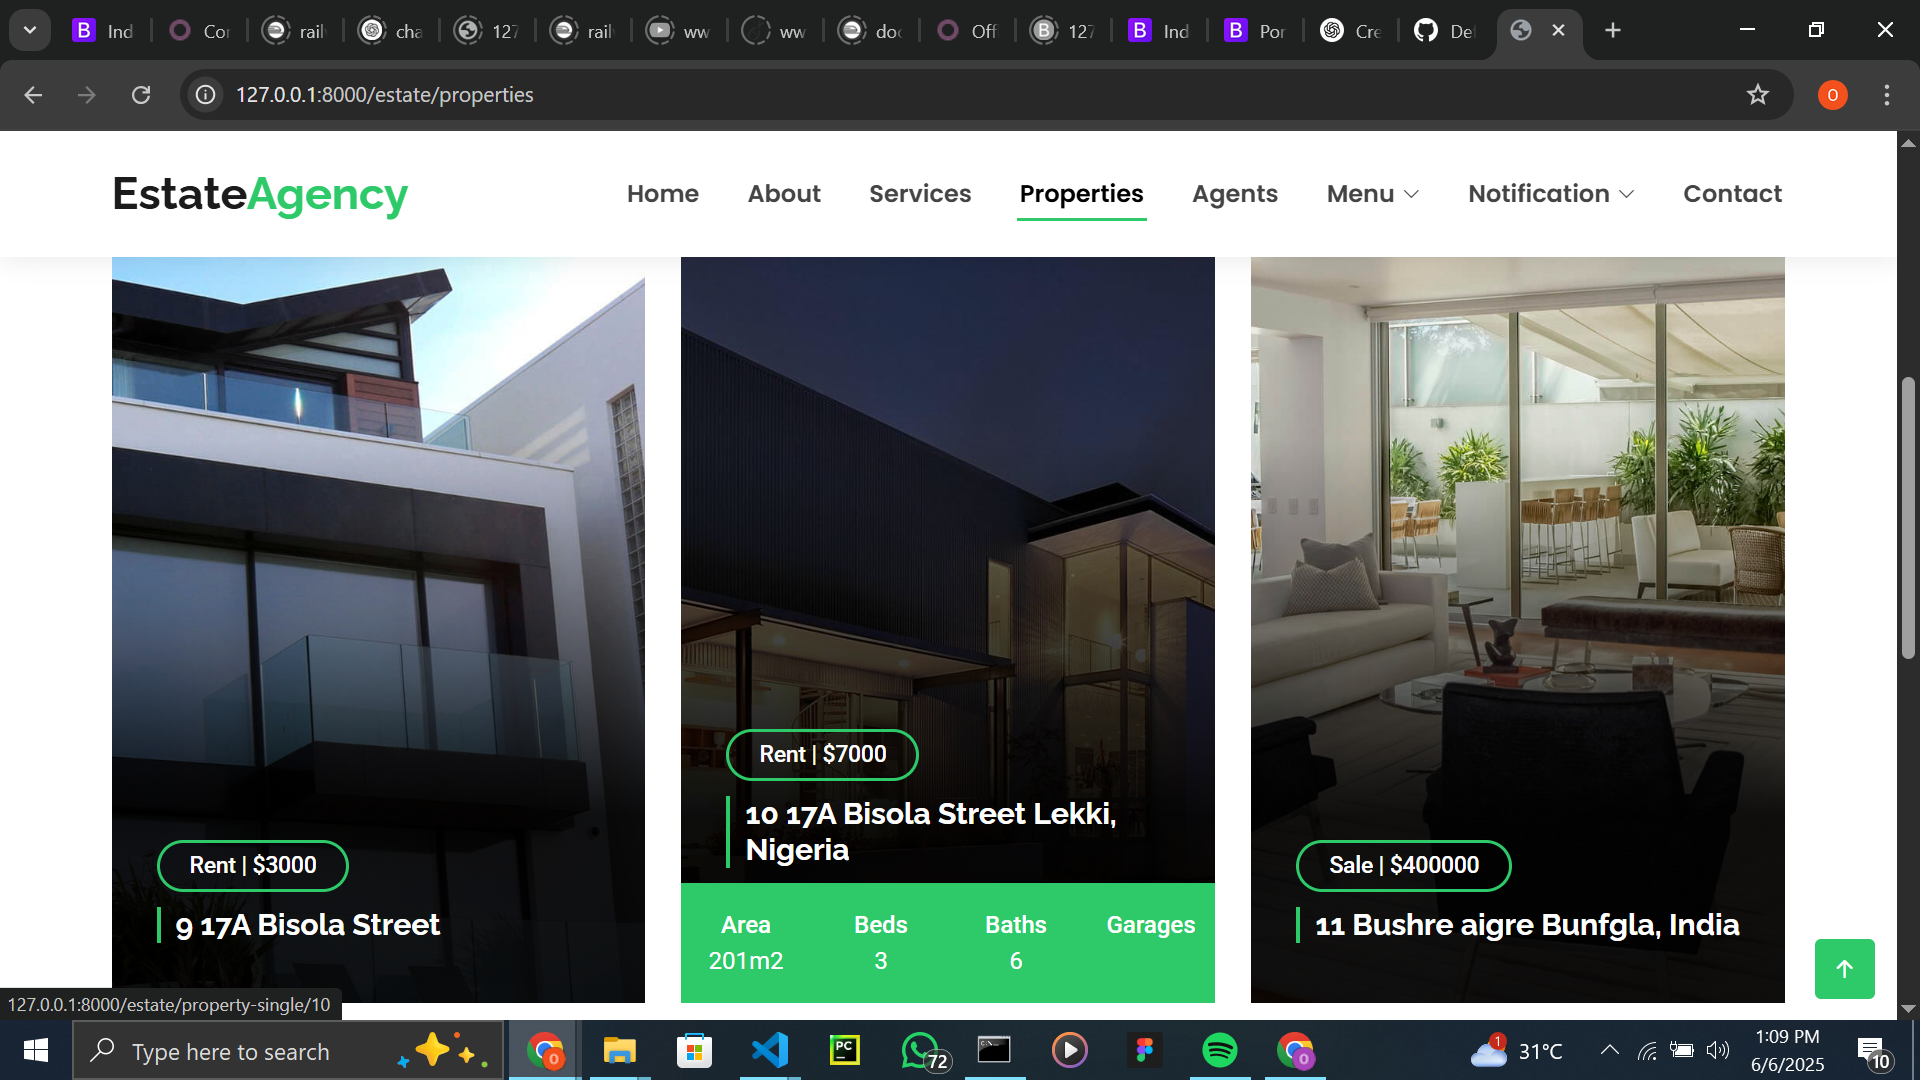 Ind
Cor
rail
cha
127
rail
ww
ww
doc
Off
127
Ind
Por
Cre
Del
127.0.0.1:8000/estate/properties
O
EstateAgency
Home
About
Services
Properties
Agents
Menu
Notification
Contact
Rent | $3000
9 17A Bisola Street
Rent | $7000
10 17A Bisola Street Lekki,
Nigeria
Area Beds Baths Garages
201m2 3 6
Sale | $400000
11 Bushre aigre Bunfgla, India
127.0.0.1:8000/estate/property-single/10
Type here to search
O
PC
72
O
1
31°C
1:09 PM
6/6/2025
10